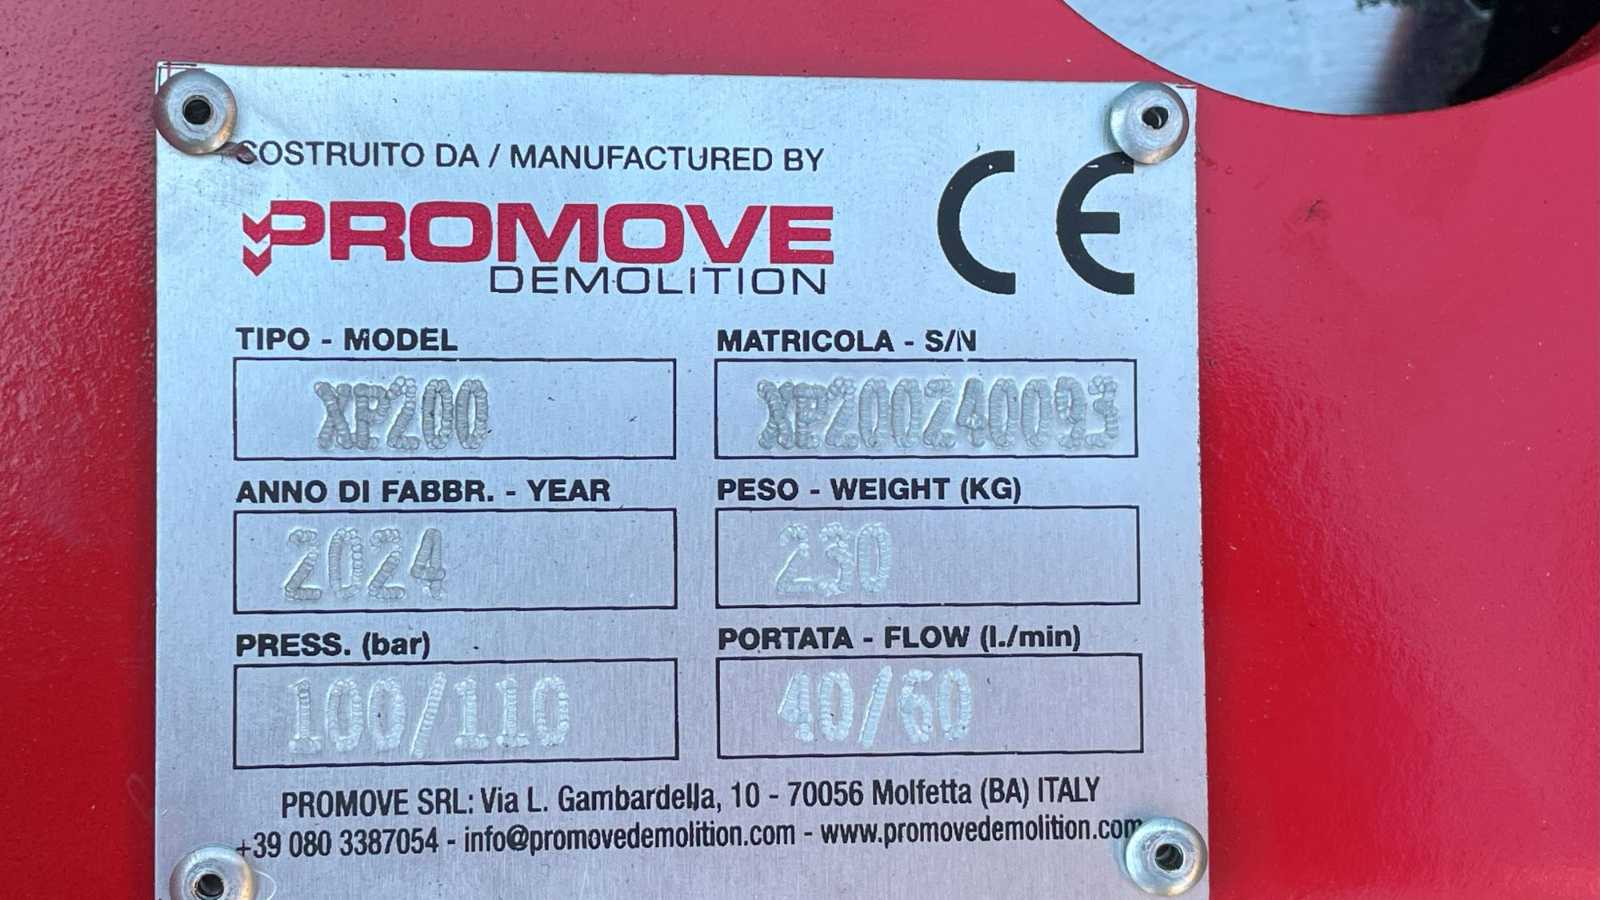 COSTRUITO DA / MANUFACTURED BY
PROMOVE
DEMOLITION
CE
TIPO - MODEL
MATRICOLA - S/N
XP200
XP200240093
ANNO DI FABBR. - YEAR
PESO - WEIGHT (KG)
2024
230
PRESS. (bar)
PORTATA - FLOW (l./min)
100/110
40/60
PROMOVE SRL: Via L. Gambardella, 10 - 70056 Molfetta (BA) ITALY
+39 080 3387054 - info@promovedemolition.com - www.promovedemolition.com